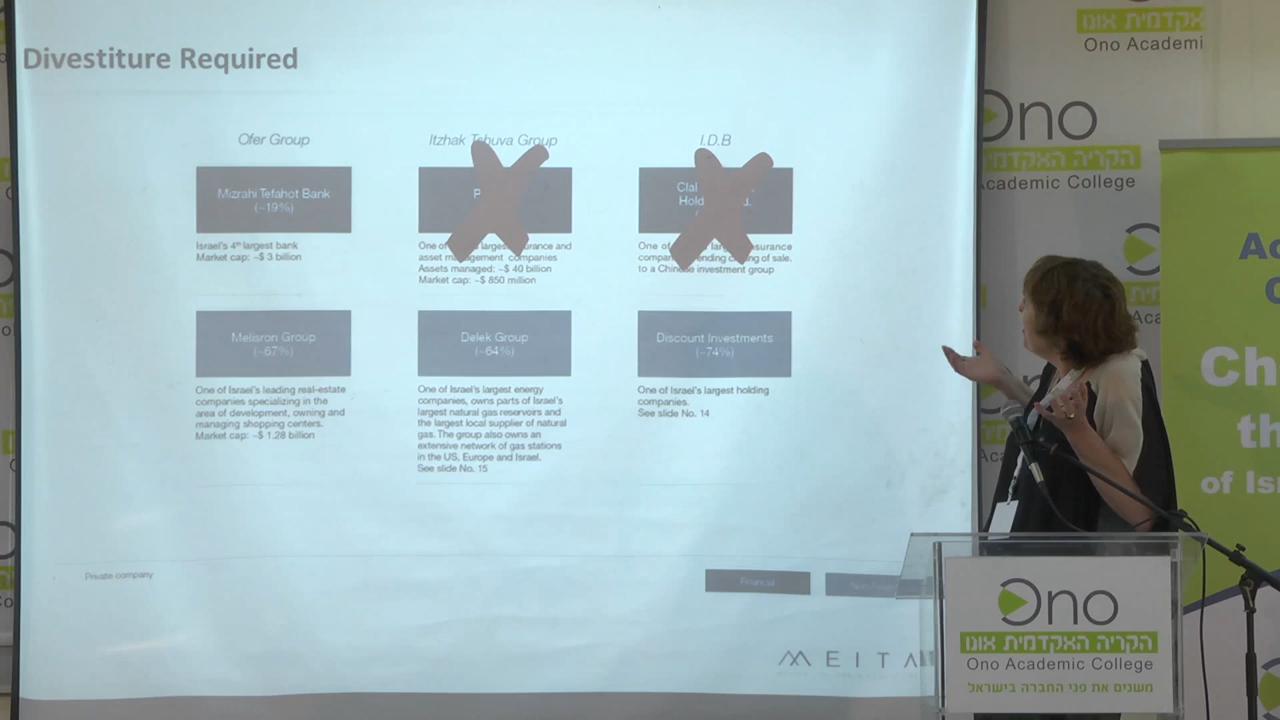 Divestiture Required
Ofer Group
Mizrahi Tefahot Bank
(~19%)
Israel's 4th largest bank
Market cap: ~$ 3 billion
Melisron Group
(~67%)
One of Israel's leading real-estate
companies specializing in the
area of development, owning and
managing shopping centers.
Market cap: ~$ 1.28 billion
Itzhak Tshuva Group
One of largest insurance and
asset management companies
Assets managed: ~$ 40 billion
Market cap: ~$ 850 million
Delek Group
(~64%)
One of Israel's largest energy
companies, owns parts of Israel's
largest natural gas reservoirs and
the largest local supplier of natural
gas. The group also owns an
extensive network of gas stations
in the US, Europe and Israel.
See slide No. 15
I.D.B
Clal
One of insurance
of sale.
to a Chinese investment group
Discount Investments
(~74%)
One of Israel's largest holding
companies.
See slide No. 14
Private company
Financial
MEITA
אקדמית אונו
Ono Academi
Ono
הקריה האקדמית
Academic College
Ch
th
of Is
Ono
הקריה האקדמית אונו
Ono Academic College
משנים את פני החברה בישראל